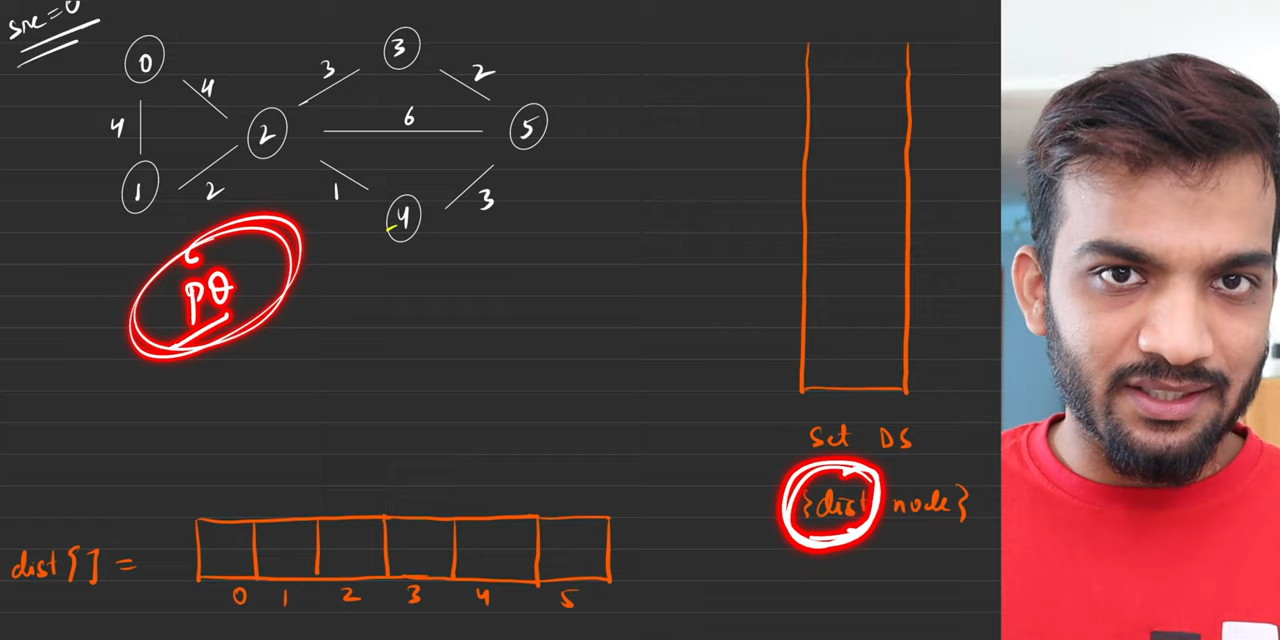 src = 0
0
3
4
3
2
4
2
6
5
1
2
1
4
3
PQ
Set DS
{dist node}
dist[] =
0 1 2 3 4 5